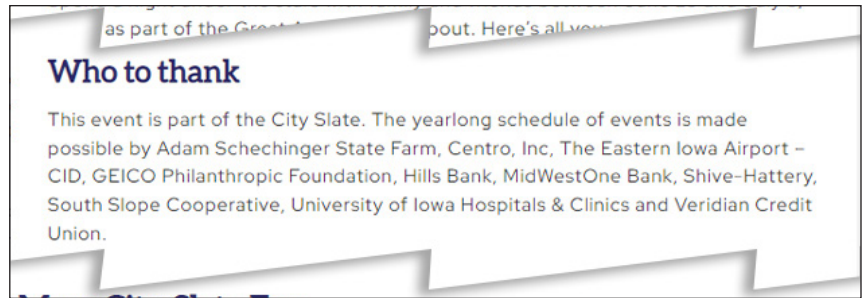 as part of the
out. Here's all
Who to thank
This event is part of the City Slate. The yearlong schedule of events is made
possible by Adam Schechinger State Farm, Centro, Inc, The Eastern Iowa Airport –
CID, GEICO Philanthropic Foundation, Hills Bank, MidWestOne Bank, Shive-Hattery,
South Slope Cooperative, University of Iowa Hospitals & Clinics and Veridian Credit
Union.